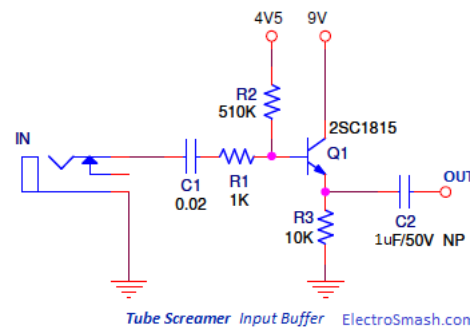 4V5 9V
R2
510K
2SC1815
IN
Q1
OUT
C1
0.02
R1
1K
R3
10K
C2
1uF/50V NP
Tube Screamer Input Buffer ElectroSmash.com